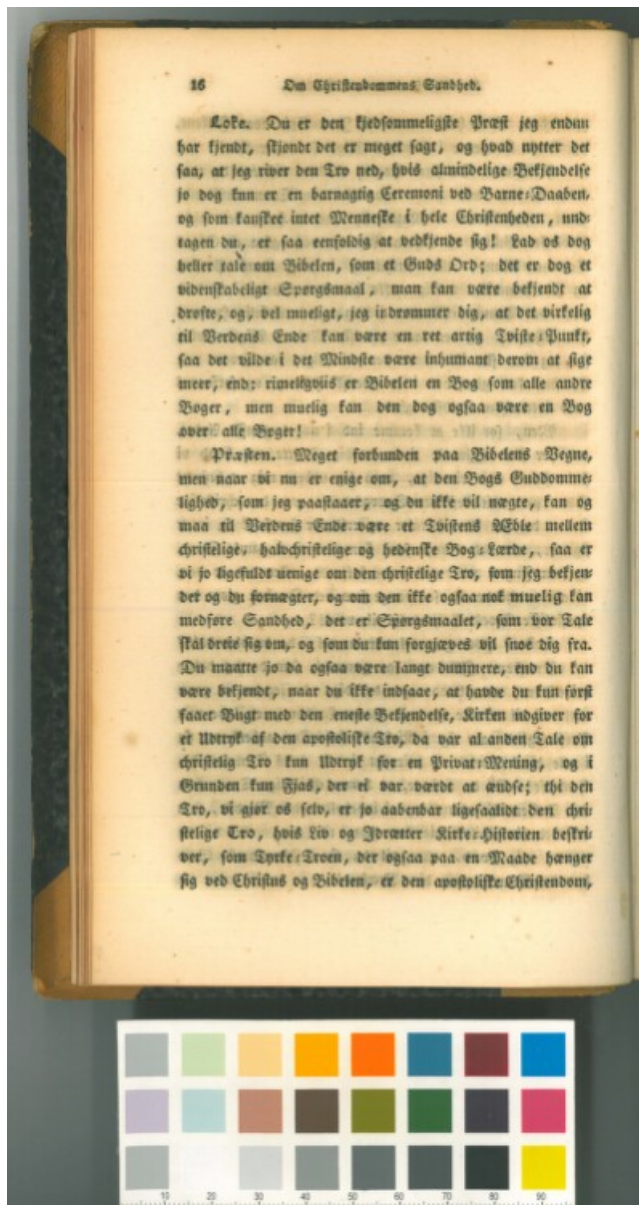 16 Om Christendommens Sandhed.
Loke. Du er den kjedsommeligste Præst jeg endnu
har kjendt, skjøndt det er meget sagt, og hvad nytter det
saa, at jeg river den Tro ned, hvis almindelige Bekjendelse
jo dog kun er en barnagtig Ceremoni ved Barne-Daaben,
og som kanskee intet Menneske i hele Christenheden, und-
tagen du, er saa eenfoldig at vedkjende sig! Lad os dog
heller tale om Bibelen, som et Guds Ord; det er dog et
videnskabeligt Spørgsmaal, man kan være bekjendt at
drøfte, og, vel mueligt, jeg indrømmer dig, at det virkelig
til Verdens Ende kan være en ret artig Tviste-Punkt,
saa det vilde i det Mindste være inhumant derom at sige
meer, end: rimeligviis er Bibelen en Bog som alle andre
Bøger, men muelig kan den dog ogsaa være en Bog
over alle Bøger!
Præsten. Meget forbunden paa Bibelens Vegne,
men naar vi nu er enige om, at den Bogs Guddomme-
lighed, som jeg paastaaer, og du ikke vil nægte, kan og
maa til Verdens Ende være et Tvistens Æble mellem
christelige, halvchristelige og hedenske Bog-Lærde, saa er
vi jo ligefuldt uenige om den christelige Tro, som jeg bekjen-
der og du fornægter, og om den ikke ogsaa nok muelig kan
medføre Sandhed, det er Spørgsmaalet, som vor Tale
skal dreie sig om, og som du kun forgjæves vil snoe dig fra.
Du maatte jo da ogsaa være langt dummere, end du kan
være bekjendt, naar du ikke indsaae, at havde du kun først
faaet Bugt med den eneste Bekjendelse, Kirken udgiver for
et Udtryk af den apostoliske Tro, da var al anden Tale om
christelig Tro kun Udtryk for en Privat-Mening, og i
Grunden kun Fjas, der ei var værdt at ændse; thi den
Tro, vi gjør os selv, er jo aabenbar ligesaalidt den chri-
stelige Tro, hvis Liv og Idrætter Kirke-Historien beskri-
ver, som Tyrke-Troen, der ogsaa paa en Maade hænger
sig ved Christus og Bibelen, er den apostoliske Christendom,
10 20 30 40 50 60 70 80 90